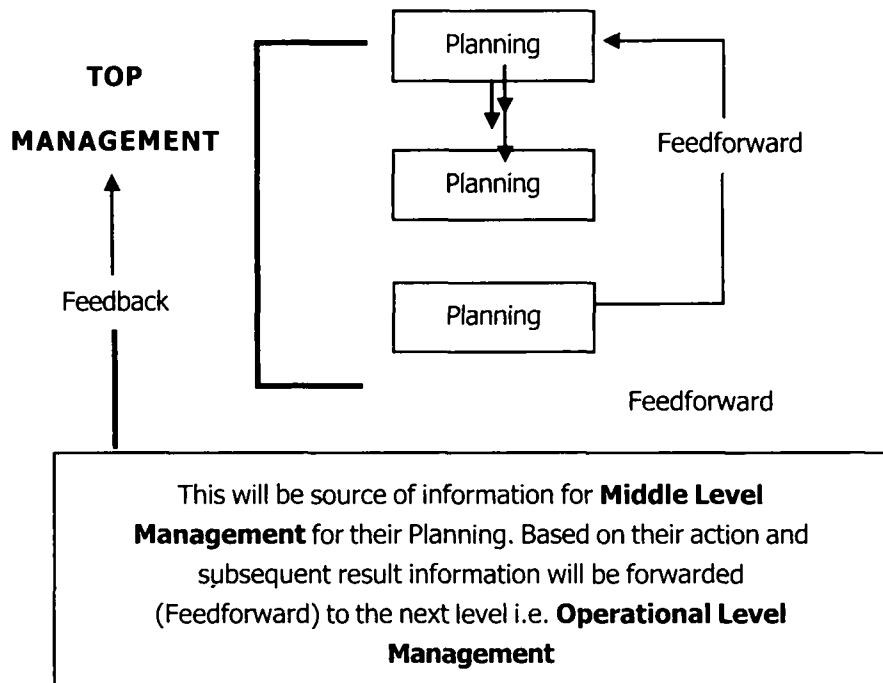 Planning
TOP
MANAGEMENT
Feedforward
Planning
Feedback
Planning
Feedforward
This will be source of information for Middle Level
Management for their Planning. Based on their action and
subsequent result information will be forwarded
(Feedforward) to the next level i.e. Operational Level
Management